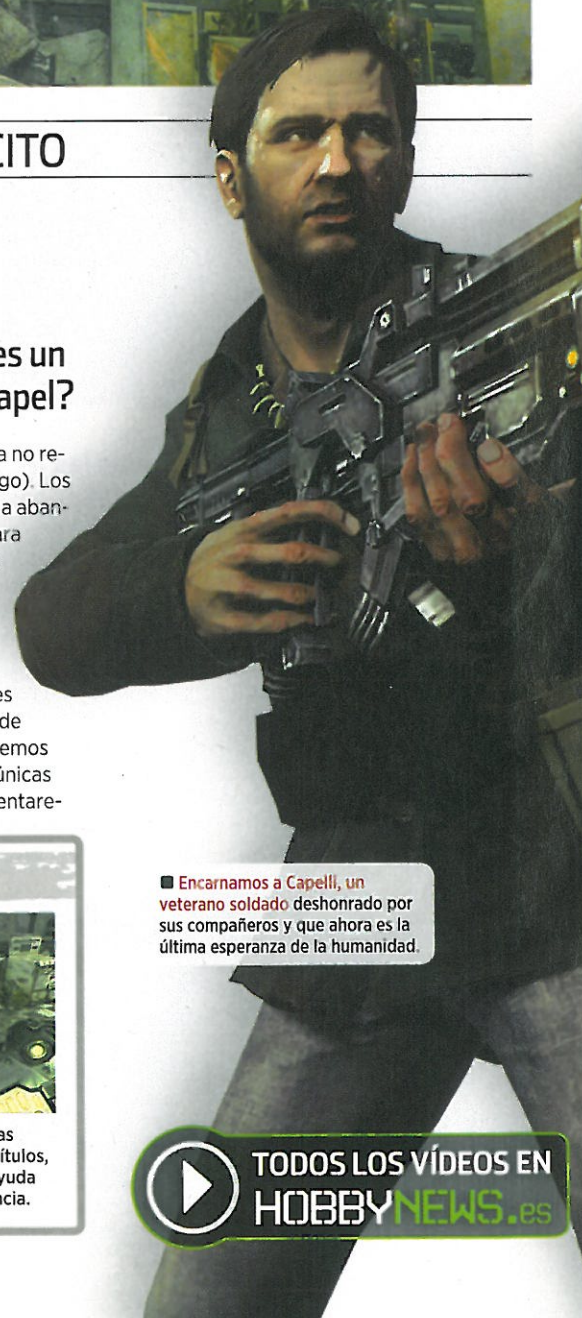 CITO
es un
apel?
a no re-
go). Los
a aban-
ara
es
de
emos
únicas
entare-
■ Encarnamos a Capelli, un
veterano soldado deshonrado por
sus compañeros y que ahora es la
última esperanza de la humanidad.
as
ítulos,
yuda
ncia.
TODOS LOS VÍDEOS EN
HOBBYNEWS.es